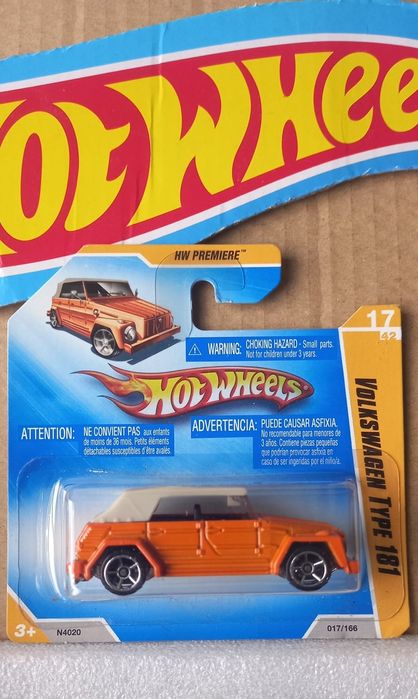 HOT WHEE
HW PREMIERE™
17
42
VOLKSWAGEN TYPE 181
WARNING: CHOKING HAZARD - Small parts.
Not for children under 3 years.
HOT WHEELS
ATTENTION: NE CONVIENT PAS aux enfants
de moins de 36 mois. Petits éléments
détachables susceptibles d'être avalés.
ADVERTENCIA: PUEDE CAUSAR ASFIXIA.
No recomendable para menores de
3 años. Contiene piezas pequeñas
que podrían provocar asfixia en
caso de ser ingeridas por el niño/a.
3+
N4020
017/166